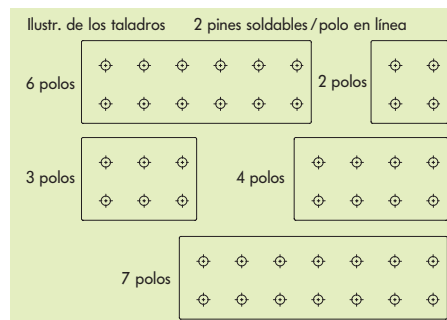 Ilustr. de los taladros 2 pines soldables/polo en línea
6 polos 2 polos
3 polos 4 polos
7 polos